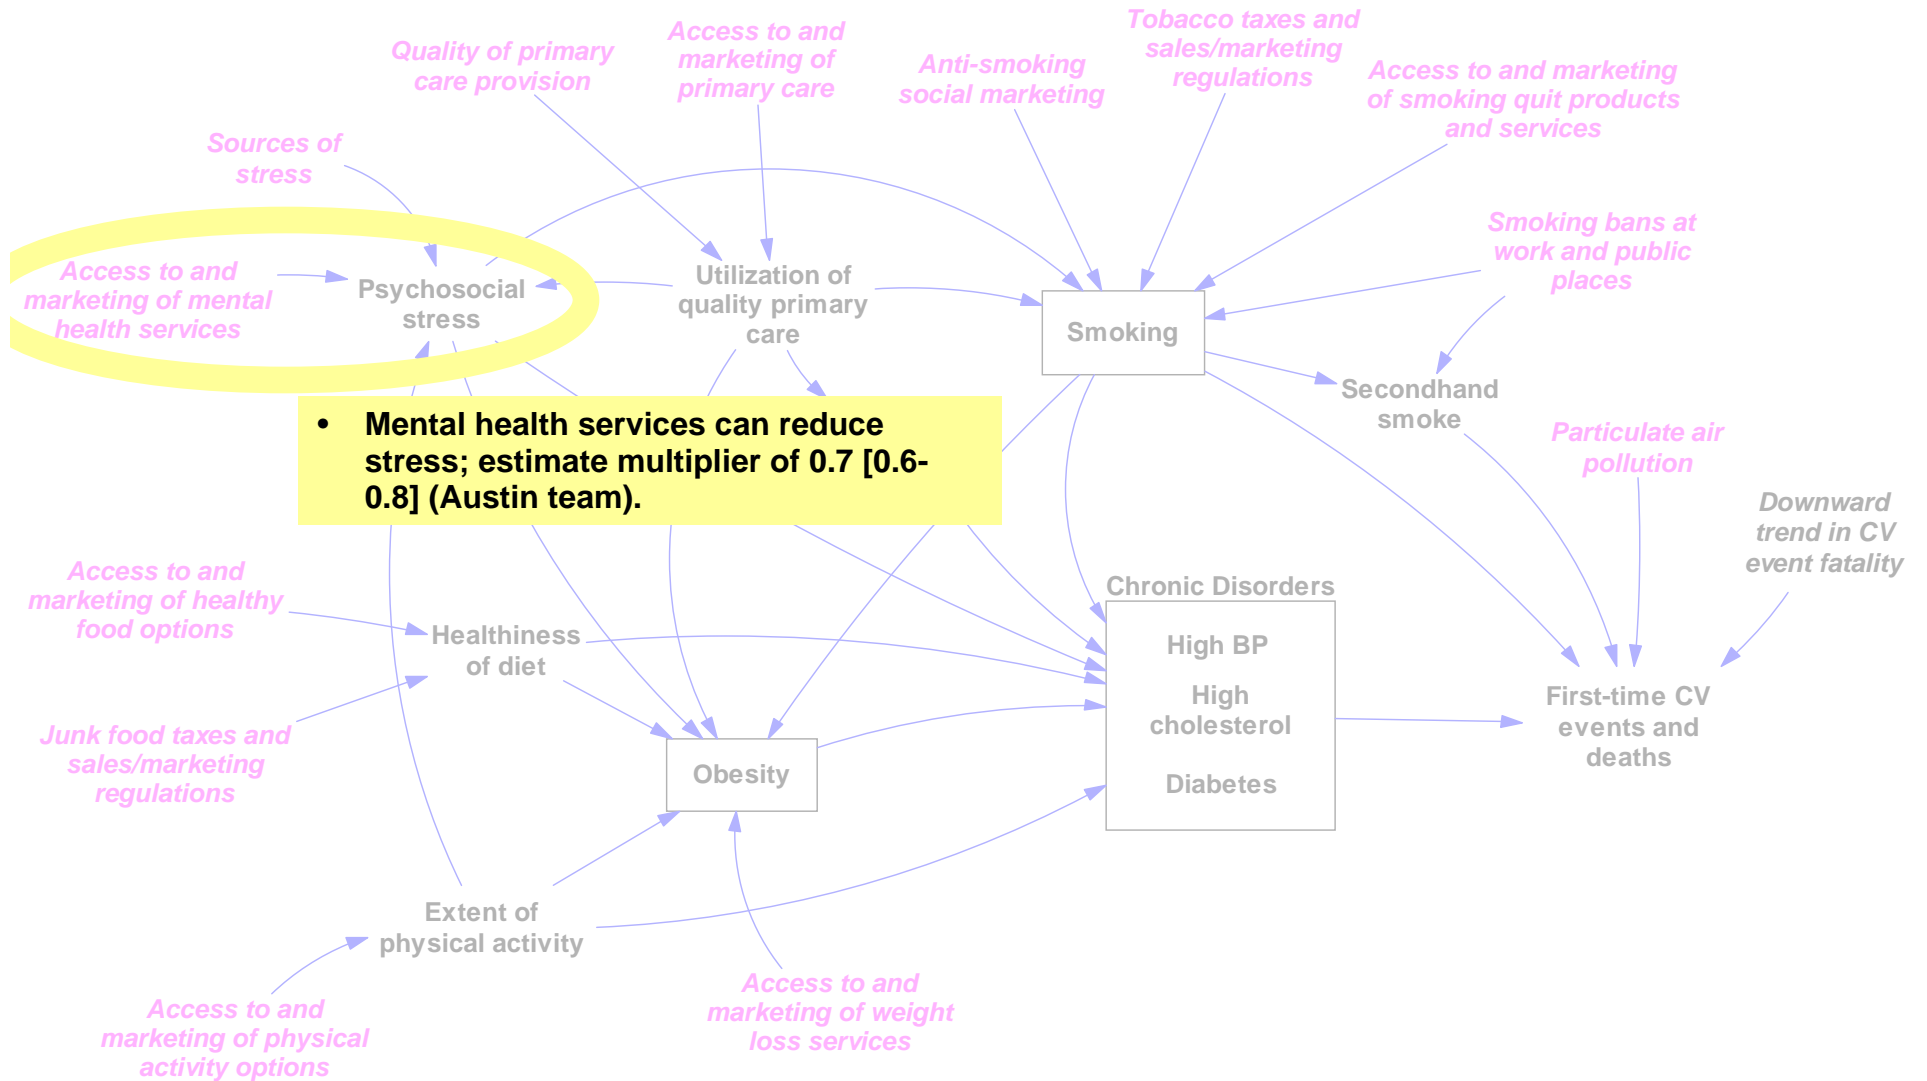 Quality of primary
care provision
Access to and
marketing of
primary care
Anti-smoking
social marketing
Tobacco taxes and
sales/marketing
regulations
Access to and marketing
of smoking quit products
and services
Sources of
stress
Smoking bans at
work and public
places
Access to and
marketing of mental
health services
Psychosocial
stress
Utilization of
quality primary
care
Smoking
Secondhand
smoke
• Mental health services can reduce
stress; estimate multiplier of 0.7 [0.6-
0.8] (Austin team).
Particulate air
pollution
Downward
trend in CV
event fatality
Access to and
marketing of healthy
food options
Healthiness
of diet
Chronic Disorders
High BP
High
cholesterol
Diabetes
First-time CV
events and
deaths
Junk food taxes and
sales/marketing
regulations
Obesity
Extent of
physical activity
Access to and
marketing of physical
activity options
Access to and
marketing of weight
loss services